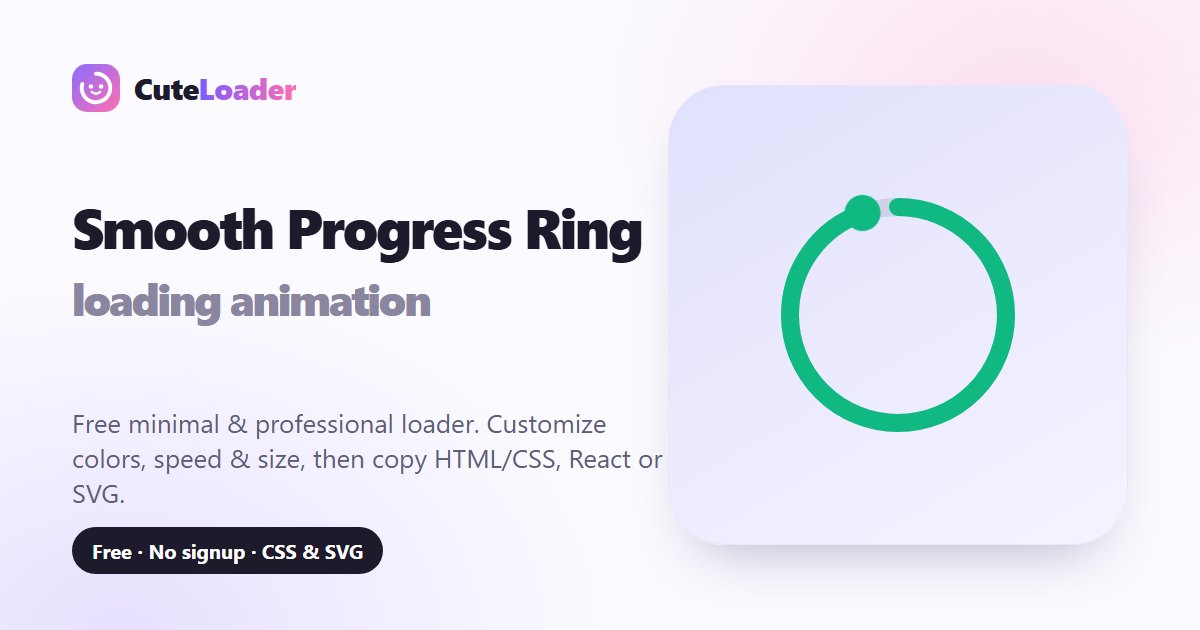 CuteLoader
Smooth Progress Ring
loading animation
Free minimal & professional loader. Customize
colors, speed & size, then copy HTML/CSS, React or
SVG.
Free · No signup · CSS & SVG